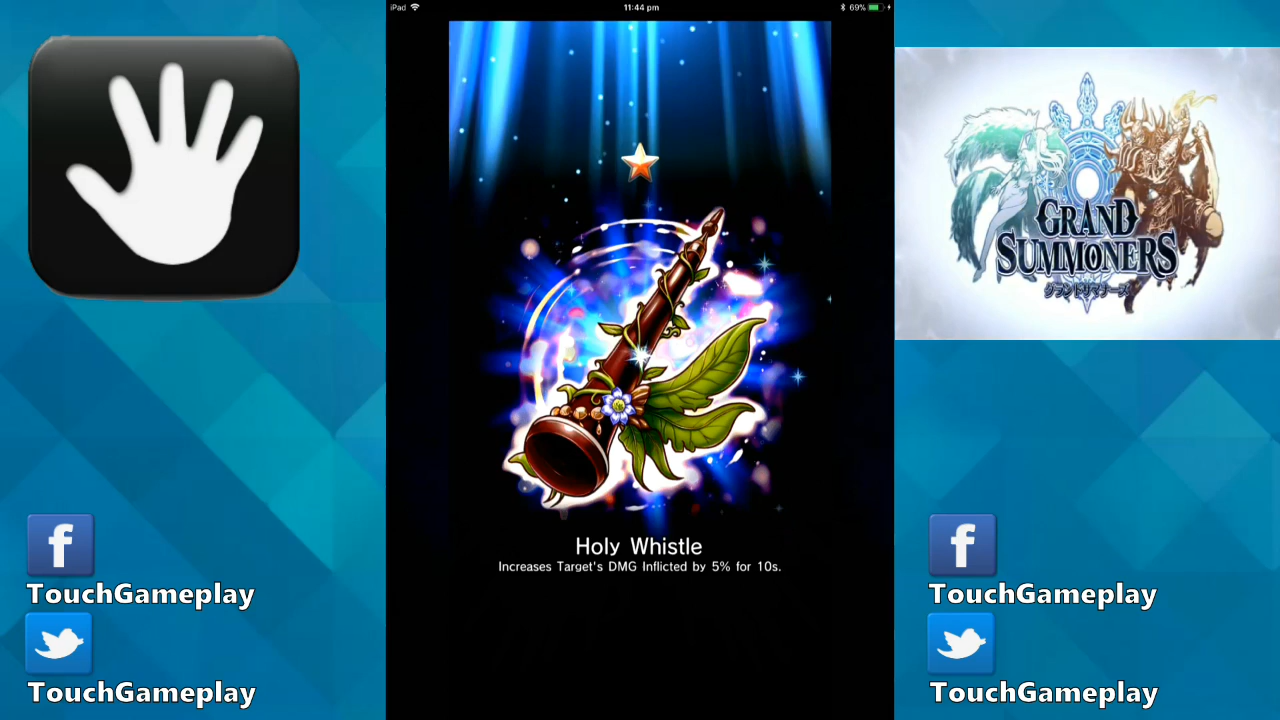 iPad
11:44 pm
69%
Holy Whistle
Increases Target's DMG Inflicted by 5% for 10s.
GRAND
SUMMONERS
グランドサマナーズ
f
TouchGameplay
TouchGameplay
f
TouchGameplay
TouchGameplay